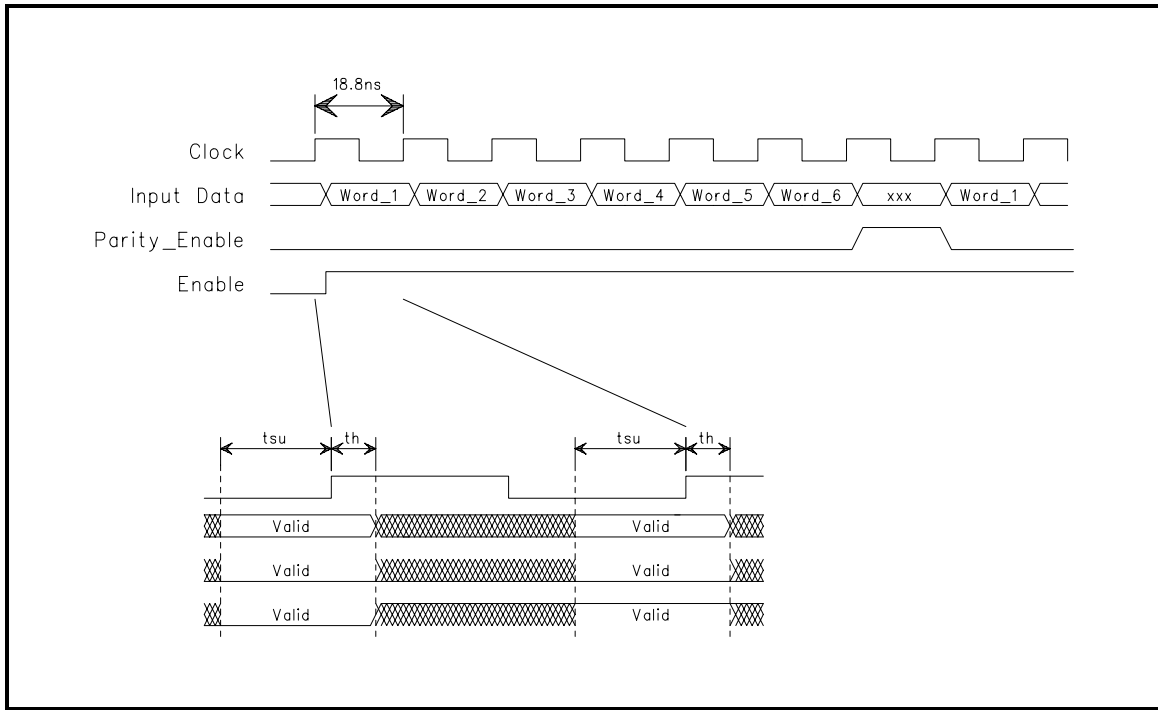 18.8ns
Clock
Input Data Word_1 Word_2 Word_3 Word_4 Word_5 Word_6 xxx Word_1
Parity_Enable
Enable
tsu th tsu th
Valid Valid
Valid Valid
Valid Valid